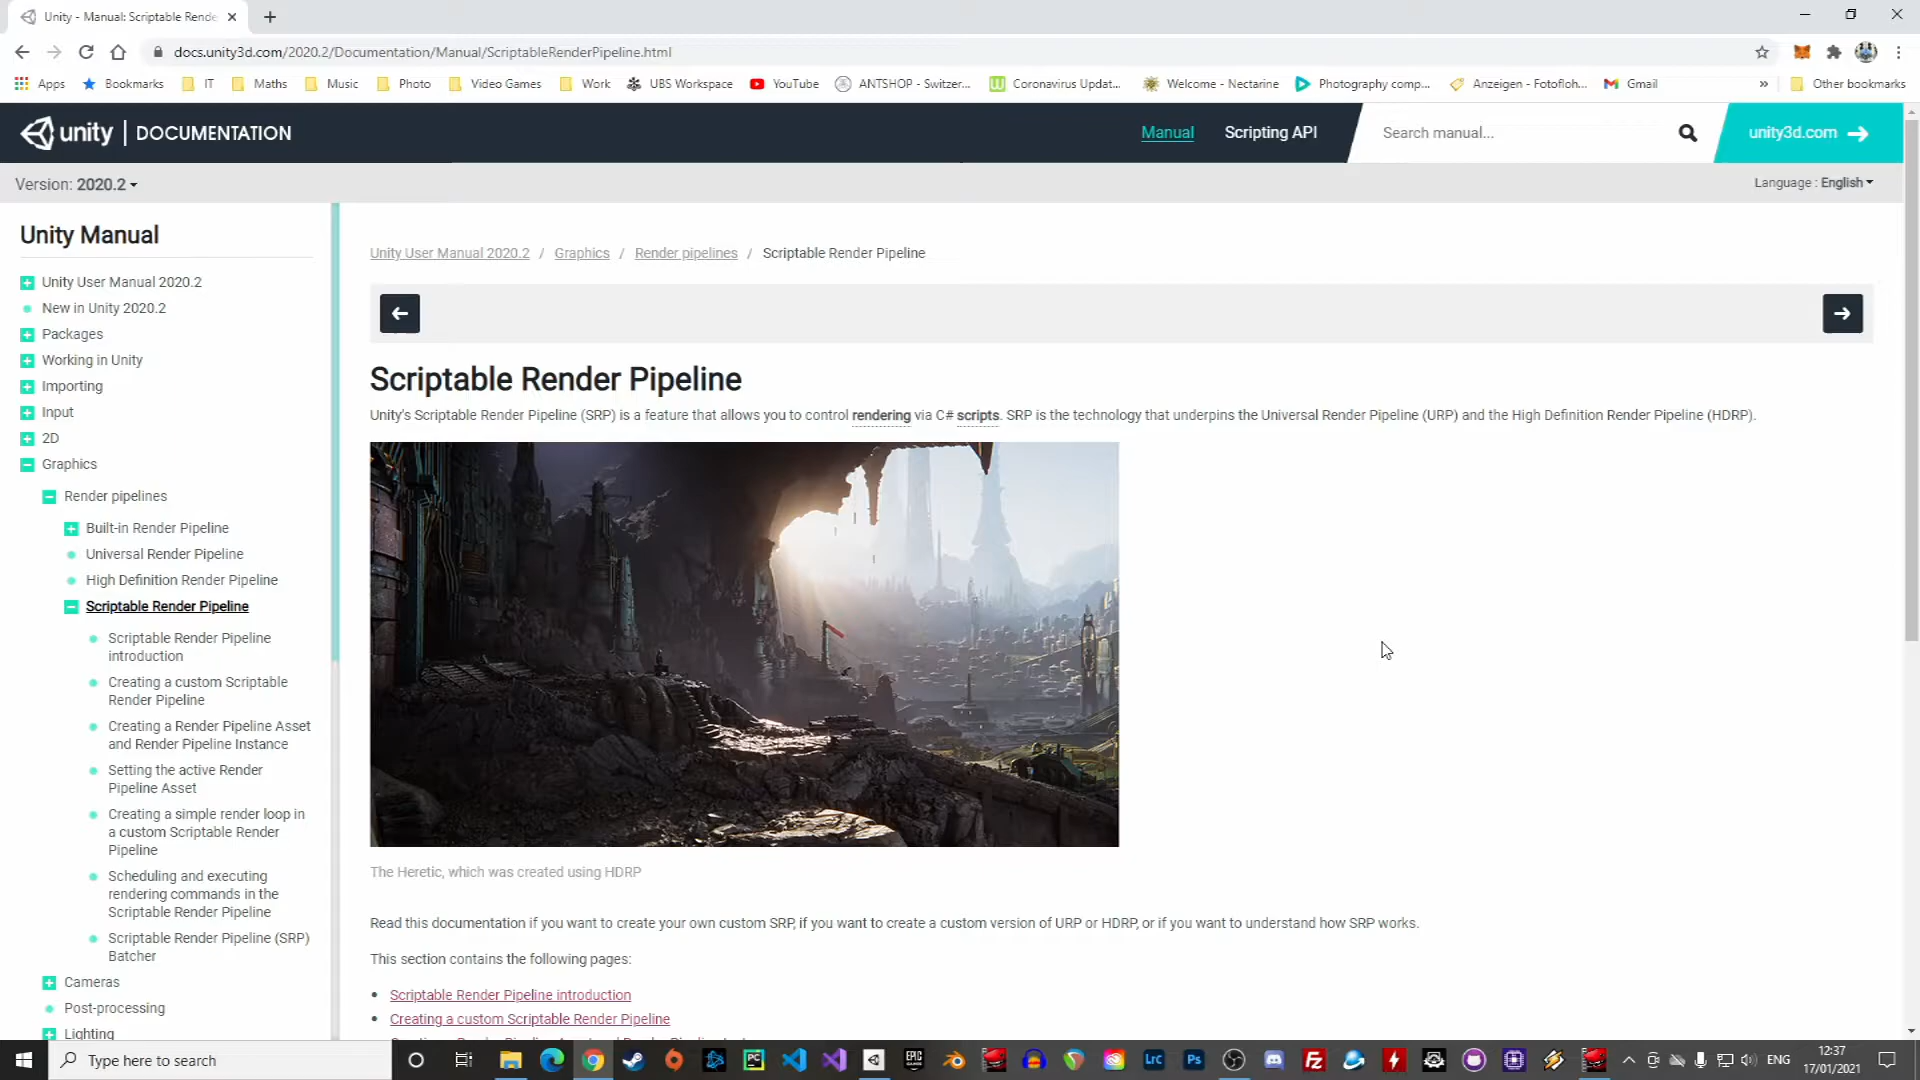 Unity - Manual: Scriptable Rende
docs.unity3d.com/2020.2/Documentation/Manual/ScriptableRenderPipeline.html
Apps Bookmarks IT Maths Music Photo Video Games Work UBS Workspace YouTube ANTSHOP - Switzer... Coronavirus Updat... Welcome - Nectarine Photography comp... Anzeigen - Fotofloh... Gmail » Other bookmarks
unity | DOCUMENTATION Manual Scripting API Search manual... unity3d.com
Version: 2020.2 Language : English
Unity Manual
Unity User Manual 2020.2
New in Unity 2020.2
Packages
Working in Unity
Importing
Input
2D
Graphics
Render pipelines
Built-in Render Pipeline
Universal Render Pipeline
High Definition Render Pipeline
Scriptable Render Pipeline
Scriptable Render Pipeline
introduction
Creating a custom Scriptable
Render Pipeline
Creating a Render Pipeline Asset
and Render Pipeline Instance
Setting the active Render
Pipeline Asset
Creating a simple render loop in
a custom Scriptable Render
Pipeline
Scheduling and executing
rendering commands in the
Scriptable Render Pipeline
Scriptable Render Pipeline (SRP)
Batcher
Cameras
Post-processing
Lighting
Unity User Manual 2020.2 / Graphics / Render pipelines / Scriptable Render Pipeline
Scriptable Render Pipeline
Unity's Scriptable Render Pipeline (SRP) is a feature that allows you to control rendering via C# scripts. SRP is the technology that underpins the Universal Render Pipeline (URP) and the High Definition Render Pipeline (HDRP).
The Heretic, which was created using HDRP
Read this documentation if you want to create your own custom SRP, if you want to create a custom version of URP or HDRP, or if you want to understand how SRP works.
This section contains the following pages:
Scriptable Render Pipeline introduction
Creating a custom Scriptable Render Pipeline
Type here to search
PC
EPIC
GAMES
Lrc
Ps
FZ
ENG
12:37
17/01/2021